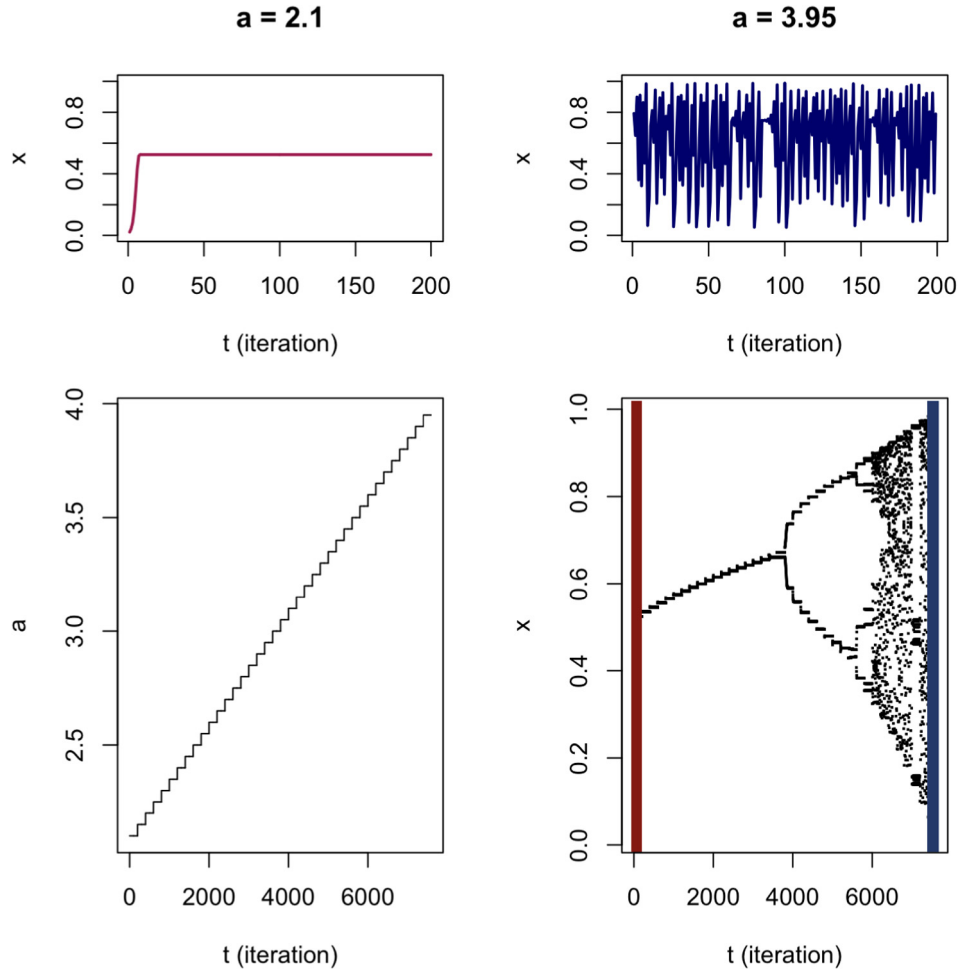 a = 2.1
a = 3.95
x
0.0 0.4 0.8
0 50 100 150 200
t (iteration)
x
0.0 0.4 0.8
0 50 100 150 200
t (iteration)
a
2.5 3.0 3.5 4.0
0 2000 4000 6000
t (iteration)
x
0.0 0.2 0.4 0.6 0.8 1.0
0 2000 4000 6000
t (iteration)